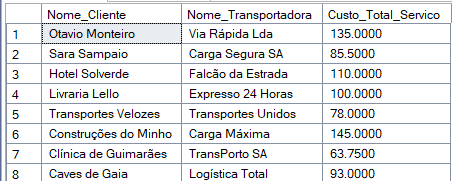 Nome_Cliente Nome_Transportadora Custo_Total_Servico
1 Otavio Monteiro Via Rápida Lda 135.0000
2 Sara Sampaio Carga Segura SA 85.5000
3 Hotel Solverde Falcão da Estrada 110.0000
4 Livraria Lello Expresso 24 Horas 100.0000
5 Transportes Velozes Transportes Unidos 78.0000
6 Construções do Minho Carga Máxima 145.0000
7 Clínica de Guimarães TransPorto SA 63.7500
8 Caves de Gaia Logística Total 93.0000